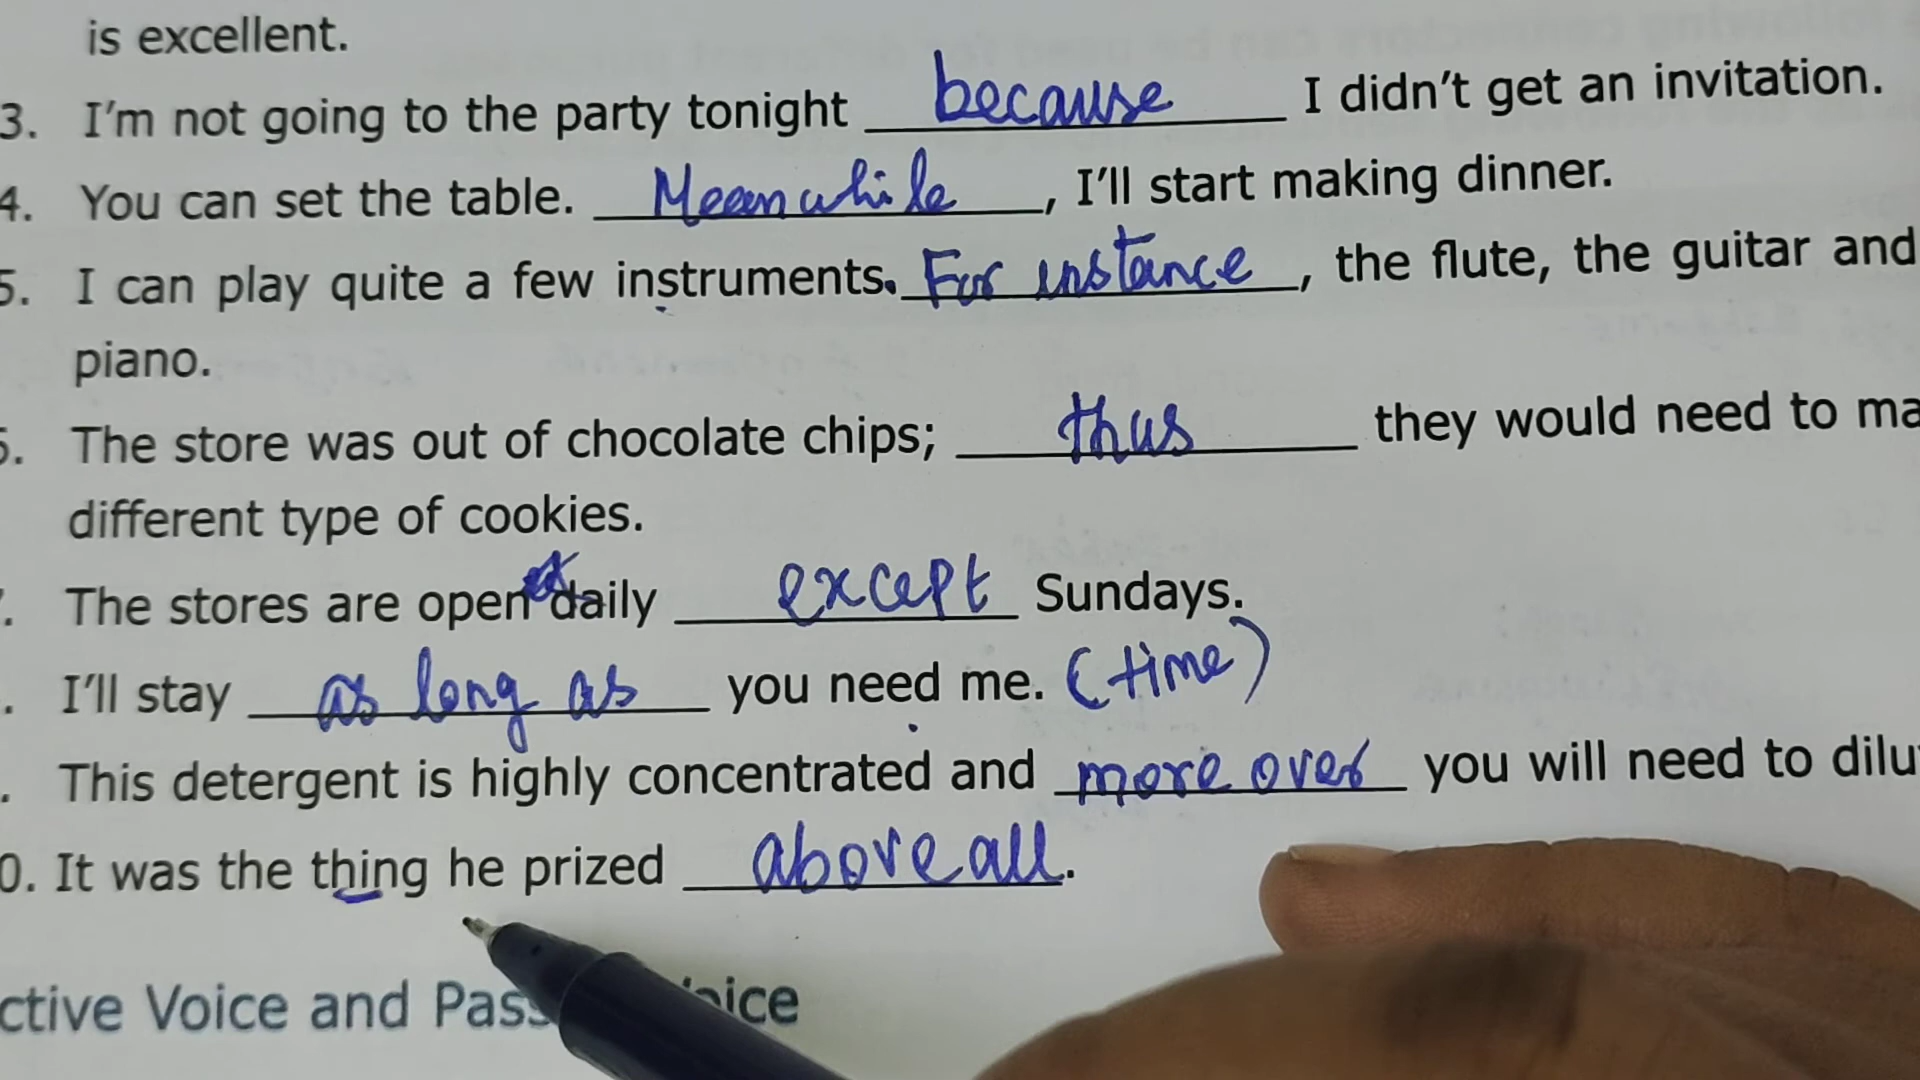 is excellent.
3. I'm not going to the party tonight because I didn't get an invitation.
4. You can set the table. Meanwhile, I'll start making dinner.
5. I can play quite a few instruments. For instance, the flute, the guitar and
piano.
The store was out of chocolate chips; thus they would need to ma
different type of cookies.
The stores are open daily except Sundays.
I'll stay as long as you need me. (time)
This detergent is highly concentrated and more over you will need to dilu
0. It was the thing he prized above all.
ctive Voice and Pass oice